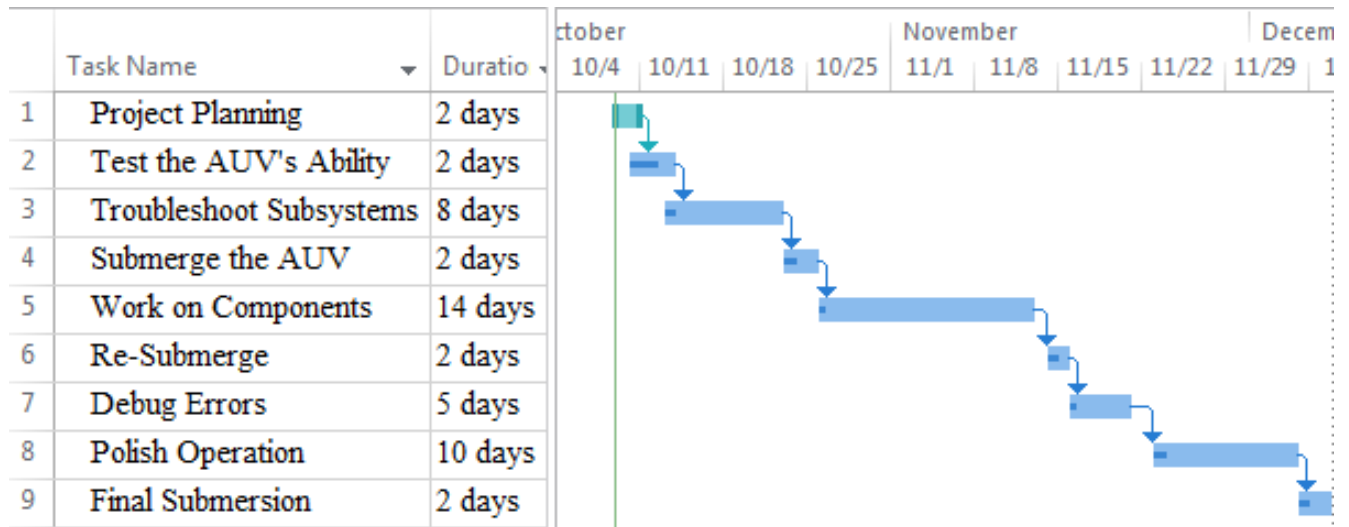 ctober November Decem
Task Name Duratio 10/4 10/11 10/18 10/25 11/1 11/8 11/15 11/22 11/29 1
1 Project Planning 2 days
2 Test the AUV's Ability 2 days
3 Troubleshoot Subsystems 8 days
4 Submerge the AUV 2 days
5 Work on Components 14 days
6 Re-Submerge 2 days
7 Debug Errors 5 days
8 Polish Operation 10 days
9 Final Submersion 2 days